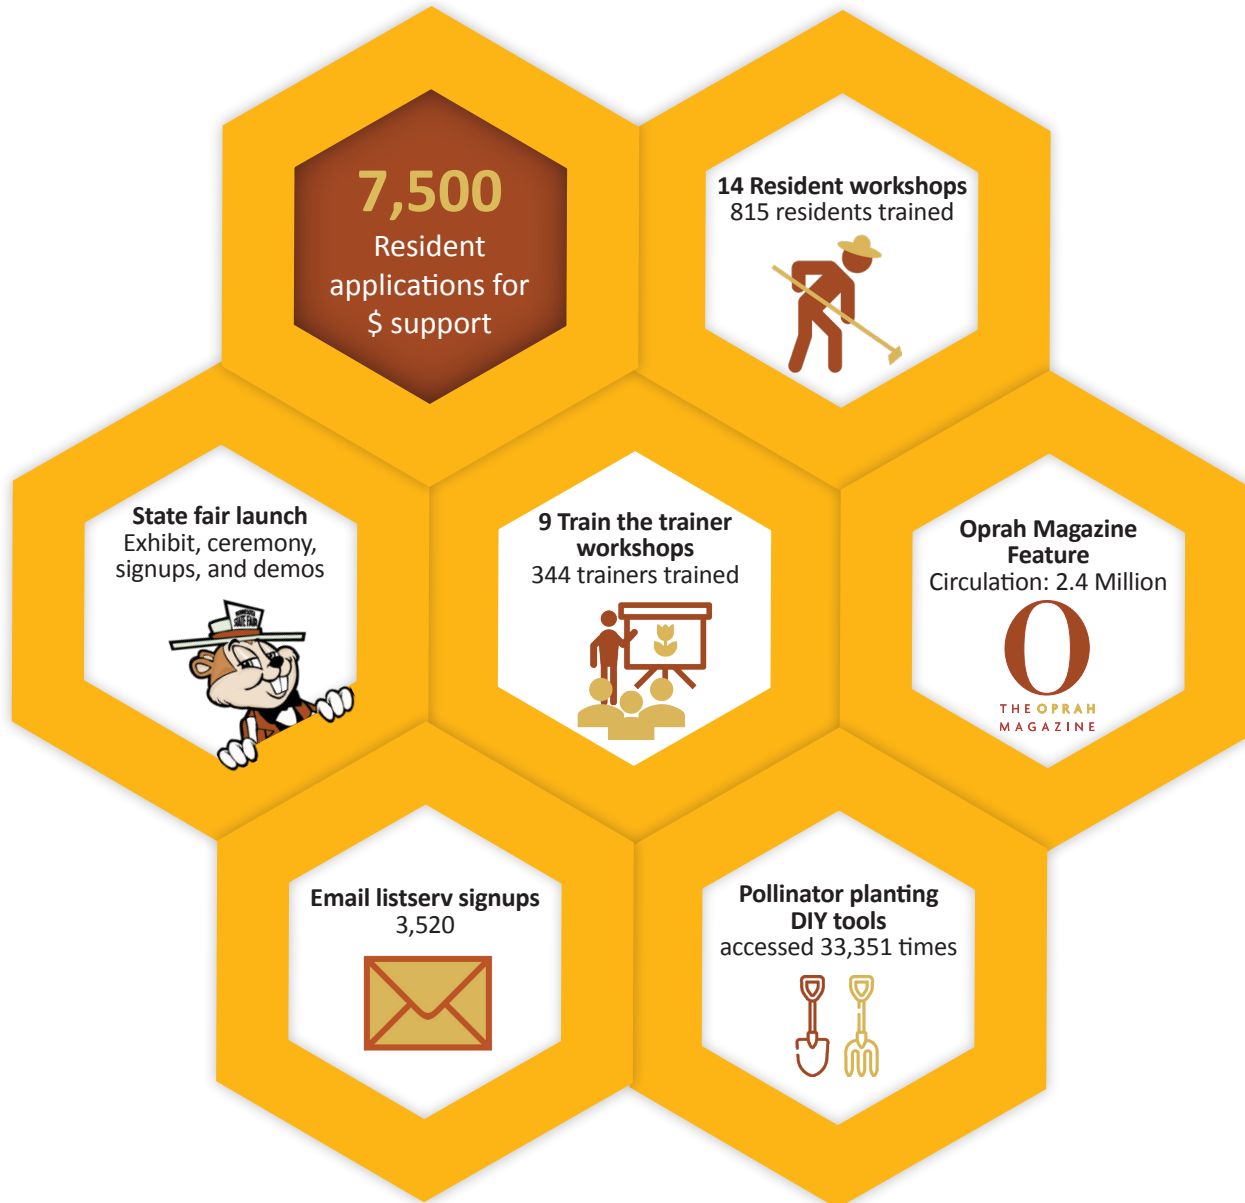 7,500
Resident
applications for
$ support
14 Resident workshops
815 residents trained
State fair launch
Exhibit, ceremony,
signups, and demos
STATE FAIR
9 Train the trainer
workshops
344 trainers trained
Oprah Magazine
Feature
Circulation: 2.4 Million
O
THE OPRAH
MAGAZINE
Email listserv signups
3,520
Pollinator planting
DIY tools
accessed 33,351 times